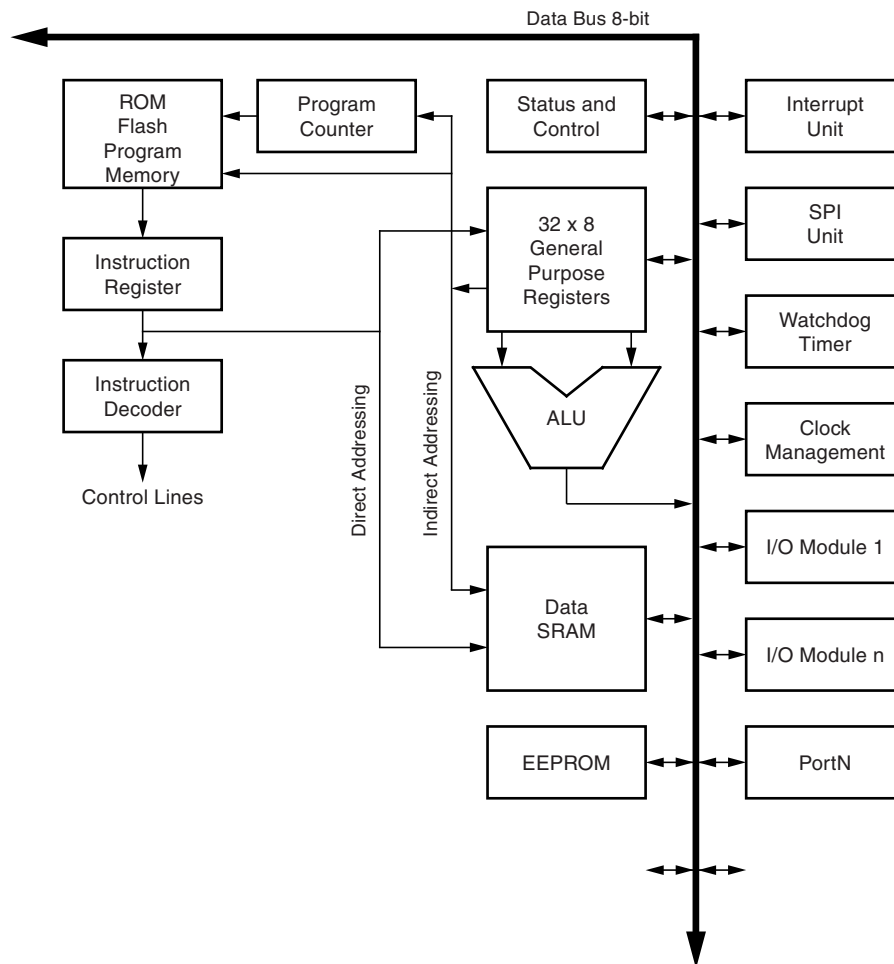 Data Bus 8-bit
ROM
Flash
Program
Memory
Program
Counter
Status and
Control
Interrupt
Unit
32 x 8
General
Purpose
Registers
SPI
Unit
Instruction
Register
Watchdog
Timer
Instruction
Decoder
Direct Addressing
Indirect Addressing
ALU
Clock
Management
Control Lines
I/O Module 1
Data
SRAM
I/O Module n
EEPROM
PortN